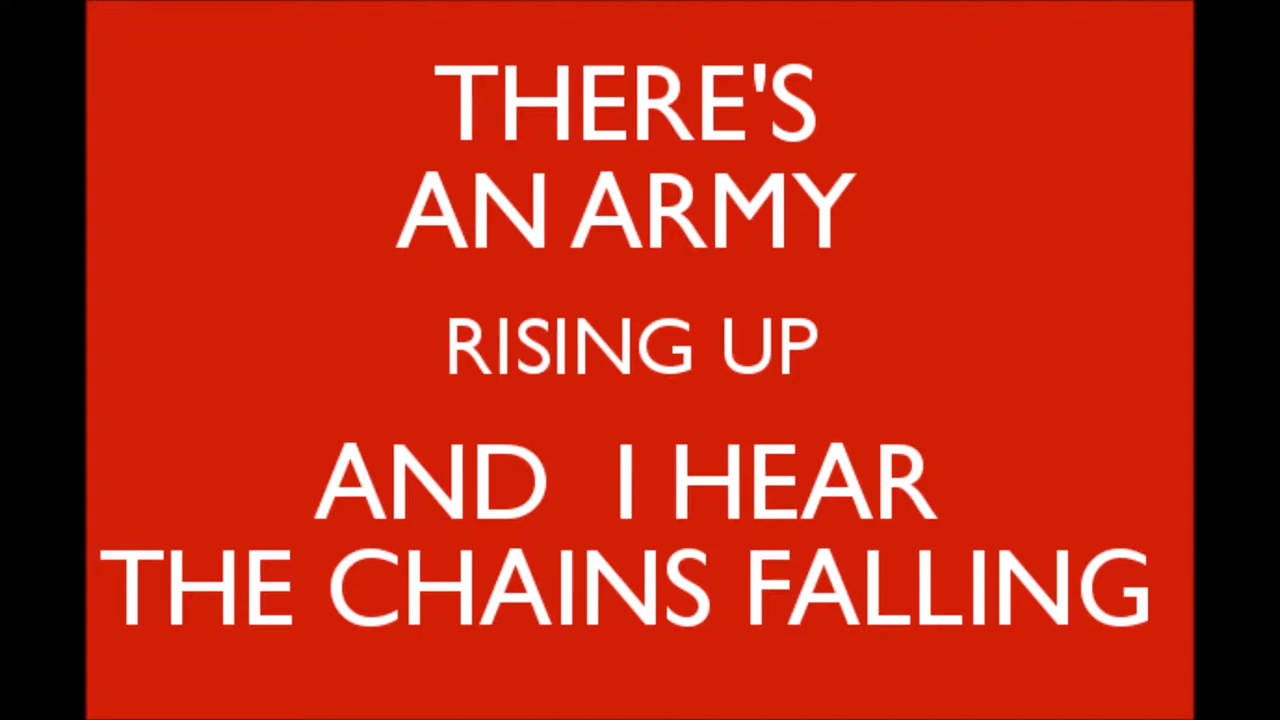 THERE'S
AN ARMY
RISING UP
AND I HEAR
THE CHAINS FALLING